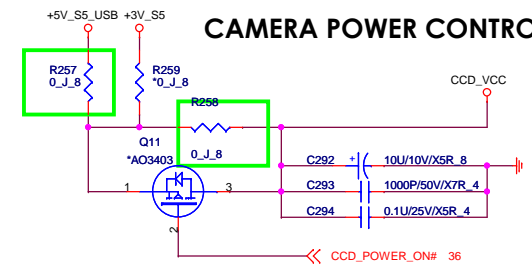 CAMERA POWER CONTRO
+5V_S5_USB
+3V_S5
R257
0_J_8
R259
*0_J_8
R258
0_J_8
CCD_VCC
Q11
*AO3403
1
3
2
C292
+
10U/10V/X5R_8
C293
1000P/50V/X7R_4
C294
0.1U/25V/X5R_4
CCD_POWER_ON# 36